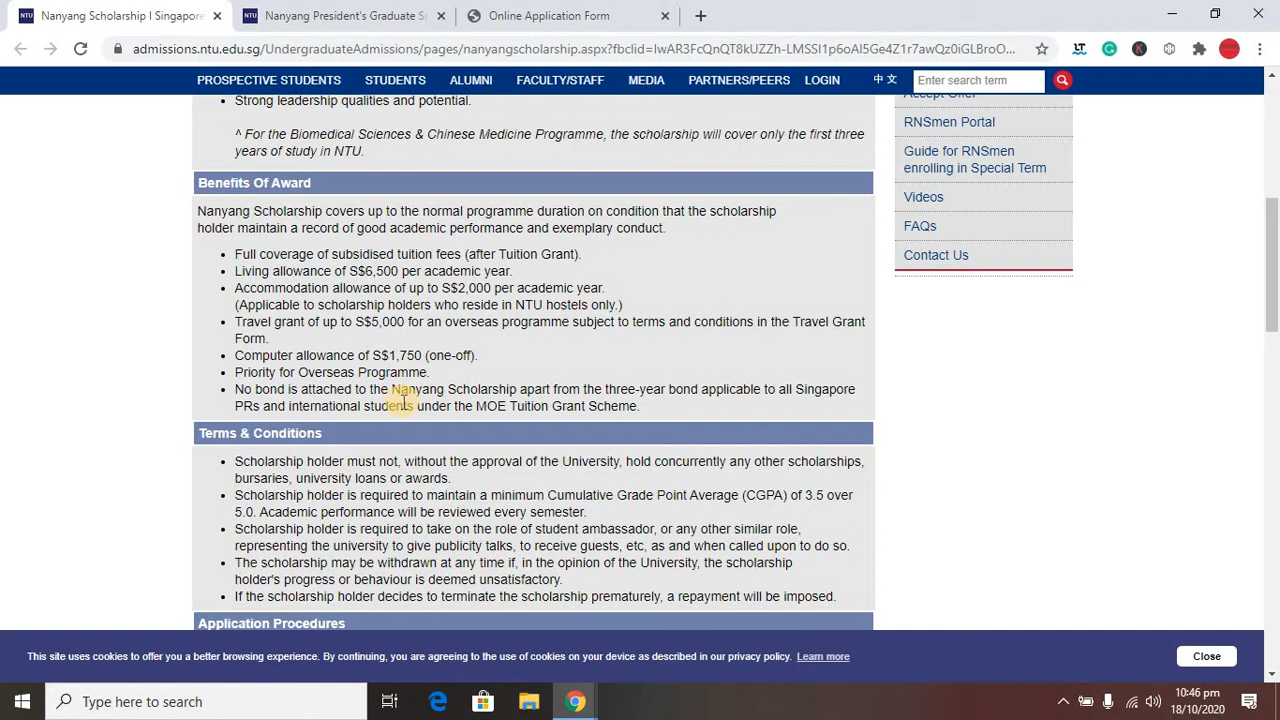 Nanyang Scholarship I Singapore
Nanyang President's Graduate S
Online Application Form
admissions.ntu.edu.sg/UndergraduateAdmissions/pages/nanyangscholarship.aspx?fbclid=IwAR3FcQnQT8kUZZh-LMSSI1p6oAI5Ge4Z1r7awQz0iGLBroO...
PROSPECTIVE STUDENTS STUDENTS ALUMNI FACULTY/STAFF MEDIA PARTNERS/PEERS LOGIN 中文 Enter search term
Strong leadership qualities and potential.
^ For the Biomedical Sciences & Chinese Medicine Programme, the scholarship will cover only the first three
years of study in NTU.
Benefits Of Award
Nanyang Scholarship covers up to the normal programme duration on condition that the scholarship
holder maintain a record of good academic performance and exemplary conduct.
Full coverage of subsidised tuition fees (after Tuition Grant).
Living allowance of S$6,500 per academic year.
Accommodation allowance of up to S$2,000 per academic year.
(Applicable to scholarship holders who reside in NTU hostels only.)
Travel grant of up to S$5,000 for an overseas programme subject to terms and conditions in the Travel Grant
Form.
Computer allowance of S$1,750 (one-off).
Priority for Overseas Programme.
No bond is attached to the Nanyang Scholarship apart from the three-year bond applicable to all Singapore
PRs and international students under the MOE Tuition Grant Scheme.
Terms & Conditions
Scholarship holder must not, without the approval of the University, hold concurrently any other scholarships,
bursaries, university loans or awards.
Scholarship holder is required to maintain a minimum Cumulative Grade Point Average (CGPA) of 3.5 over
5.0. Academic performance will be reviewed every semester.
Scholarship holder is required to take on the role of student ambassador, or any other similar role,
representing the university to give publicity talks, to receive guests, etc, as and when called upon to do so.
The scholarship may be withdrawn at any time if, in the opinion of the University, the scholarship
holder's progress or behaviour is deemed unsatisfactory.
If the scholarship holder decides to terminate the scholarship prematurely, a repayment will be imposed.
Application Procedures
Accept Offer
RNSmen Portal
Guide for RNSmen
enrolling in Special Term
Videos
FAQs
Contact Us
This site uses cookies to offer you a better browsing experience. By continuing, you are agreeing to the use of cookies on your device as described in our privacy policy. Learn more
Close
Type here to search
10:46 pm
18/10/2020